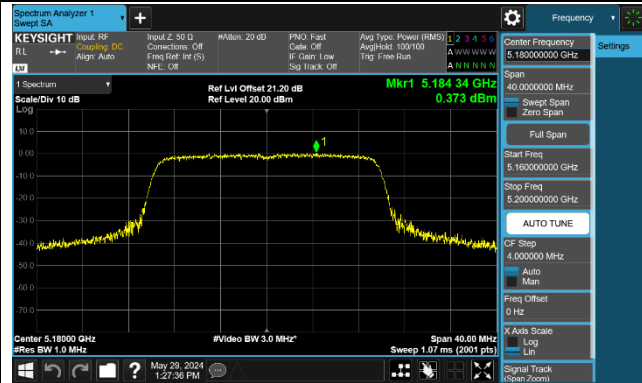 Spectrum Analyzer 1
Swept SA
Frequency
KEYSIGHT
RL
LXI
Input: RF
Coupling: DC
Align: Auto
Input Z: 50 Ω
Corrections: Off
Freq Ref: Int (S)
NFE: Off
#Atten: 20 dB
PNO: Fast
Gate: Off
IF Gain: Low
Sig Track: Off
Avg Type: Power (RMS)
Avg|Hold: 100/100
Trig: Free Run
1 2 3 4 5 6
A W W W W W
A N N N N N
1 Spectrum
Scale/Div 10 dB
Log
Ref Lvl Offset 21.20 dB
Ref Level 20.00 dBm
Mkr1 5.184 34 GHz
0.373 dBm
1
10.0
0.00
-10.0
-20.0
-30.0
-40.0
-50.0
-60.0
-70.0
Center 5.18000 GHz
#Res BW 1.0 MHz
#Video BW 3.0 MHz*
Span 40.00 MHz
Sweep 1.07 ms (2001 pts)
Center Frequency
5.180000000 GHz
Settings
Span
40.0000000 MHz
Swept Span
Zero Span
Full Span
Start Freq
5.160000000 GHz
Stop Freq
5.200000000 GHz
AUTO TUNE
CF Step
4.000000 MHz
Auto
Man
Freq Offset
0 Hz
X Axis Scale
Log
Lin
Signal Track
(Span Zoom)
May 29, 2024
1:27:36 PM